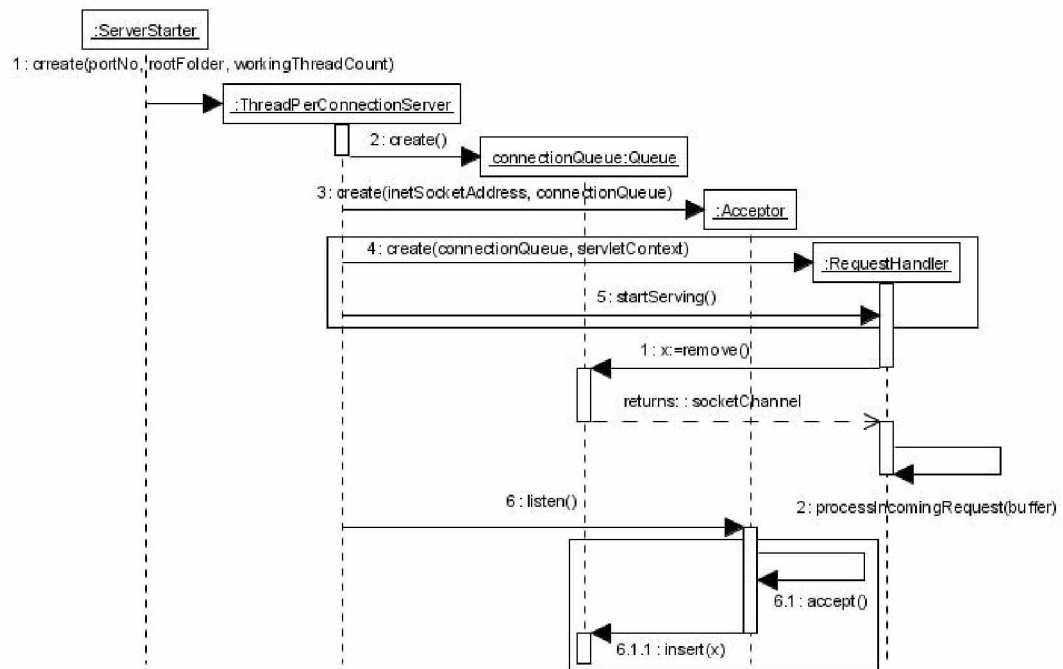 :ServerStarter
1 : crreate(portNo, rootFolder, workingThreadCount)
:ThreadPerConnectionServer
2 : create()
connectionQueue:Queue
3 : create(inetSocketAddress, connectionQueue)
:Acceptor
4 : create(connectionQueue, servletContext)
:RequestHandler
5 : startServing()
1 : x:=remove()
returns: : socketChannel
6 : listen()
2 : processIncomingRequest(buffer)
6.1 : accept()
6.1.1 : insert(x)